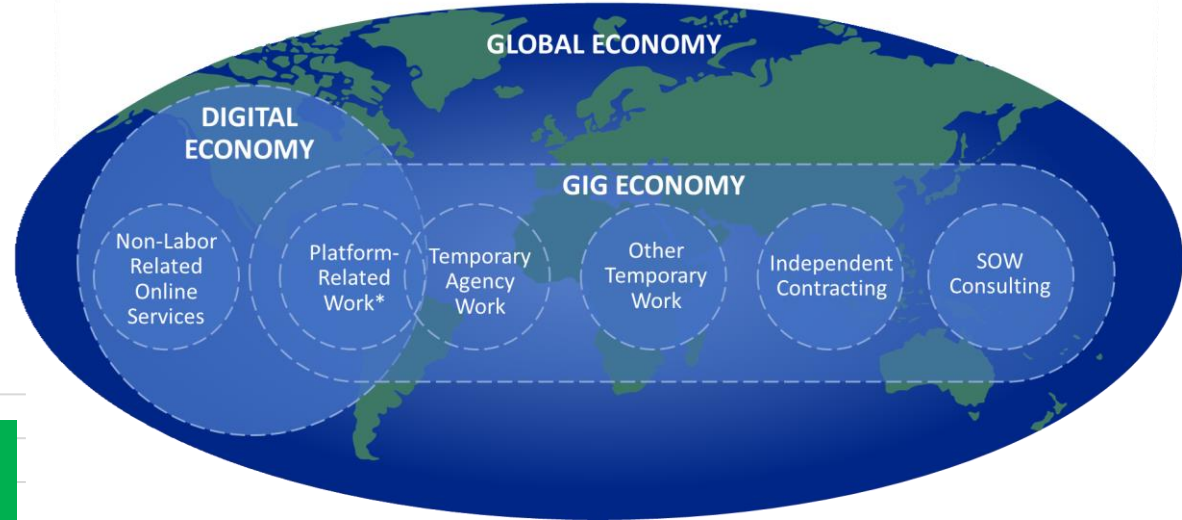 GLOBAL ECONOMY
DIGITAL
ECONOMY
GIG ECONOMY
Non-Labor
Related
Online
Services
Platform-
Related
Work*
Temporary
Agency
Work
Other
Temporary
Work
Independent
Contracting
SOW
Consulting